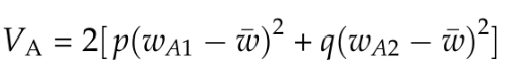 V_A = 2[p(w_{A1} − w̄)² + q(w_{A2} − w̄)²]